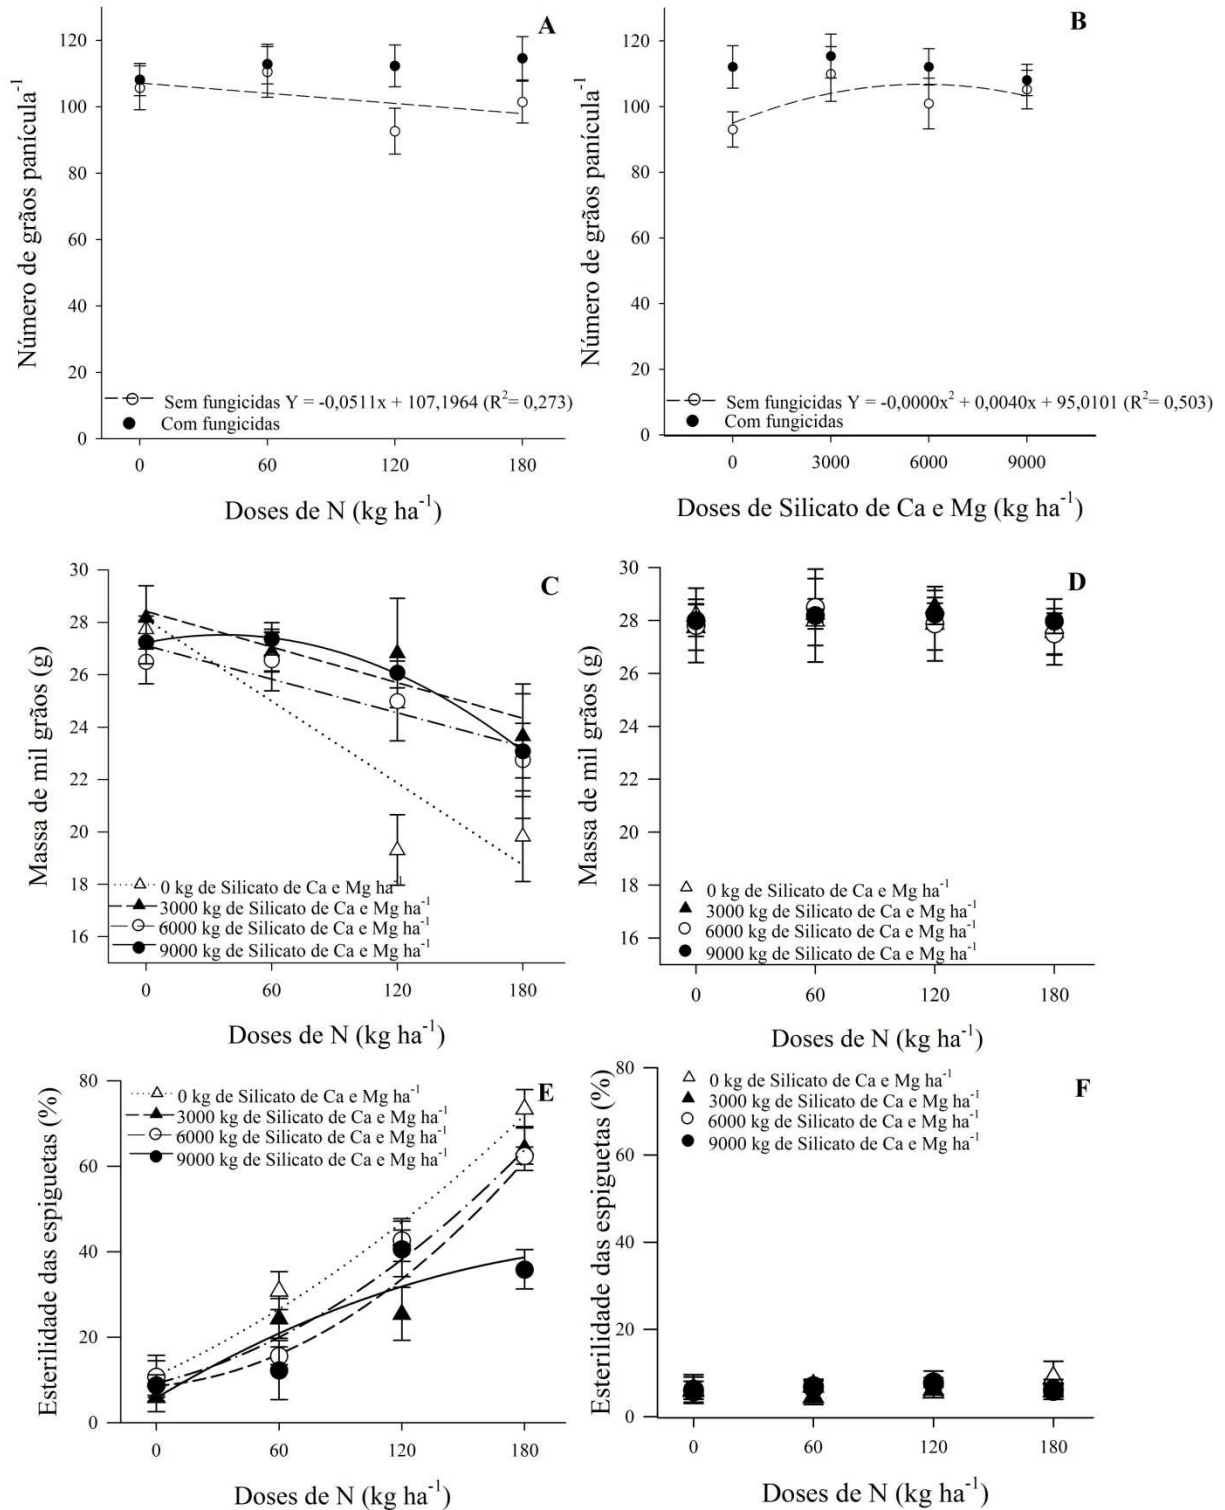 A
Número de grãos panícula⁻¹
120
100
80
60
40
20
0
Sem fungicidas Y = -0,0511x + 107,1964 (R²= 0,273)
Com fungicidas
0 60 120 180
Doses de N (kg ha⁻¹)
B
Número de grãos panícula⁻¹
120
100
80
60
40
20
0
Sem fungicidas Y = -0,0000x² + 0,0040x + 95,0101 (R²= 0,503)
Com fungicidas
0 3000 6000 9000
Doses de Silicato de Ca e Mg (kg ha⁻¹)
C
Massa de mil grãos (g)
30
28
26
24
22
20
18
16
0 kg de Silicato de Ca e Mg ha⁻¹
3000 kg de Silicato de Ca e Mg ha⁻¹
6000 kg de Silicato de Ca e Mg ha⁻¹
9000 kg de Silicato de Ca e Mg ha⁻¹
0 60 120 180
Doses de N (kg ha⁻¹)
D
Massa de mil grãos (g)
30
28
26
24
22
20
18
16
0 kg de Silicato de Ca e Mg ha⁻¹
3000 kg de Silicato de Ca e Mg ha⁻¹
6000 kg de Silicato de Ca e Mg ha⁻¹
9000 kg de Silicato de Ca e Mg ha⁻¹
0 60 120 180
Doses de N (kg ha⁻¹)
E
Esterilidade das espiguetas (%)
80
60
40
20
0
0 kg de Silicato de Ca e Mg ha⁻¹
3000 kg de Silicato de Ca e Mg ha⁻¹
6000 kg de Silicato de Ca e Mg ha⁻¹
9000 kg de Silicato de Ca e Mg ha⁻¹
0 60 120 180
Doses de N (kg ha⁻¹)
F
Esterilidade das espiguetas (%)
80
60
40
20
0
0 kg de Silicato de Ca e Mg ha⁻¹
3000 kg de Silicato de Ca e Mg ha⁻¹
6000 kg de Silicato de Ca e Mg ha⁻¹
9000 kg de Silicato de Ca e Mg ha⁻¹
0 60 120 180
Doses de N (kg ha⁻¹)